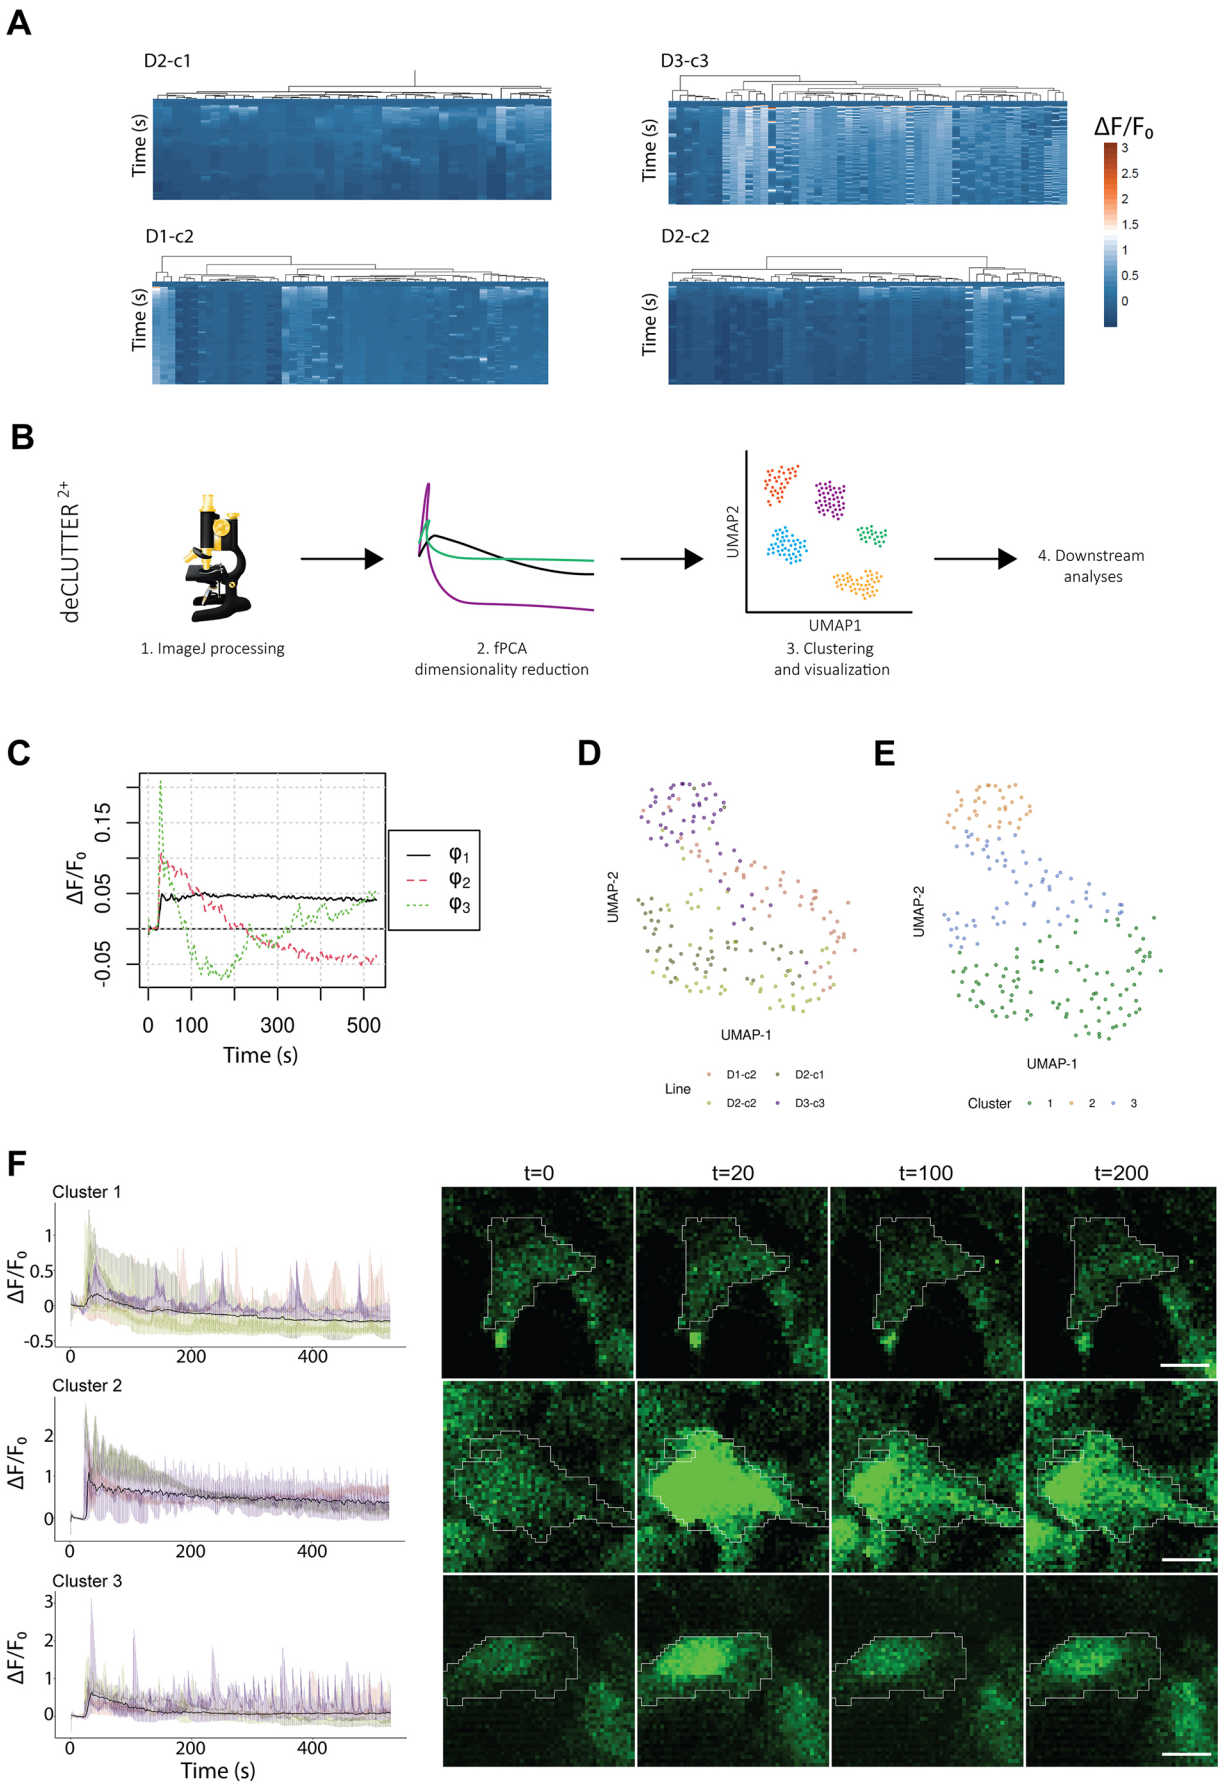 A
D2-c1
Time (s)
D3-c3
Time (s)
ΔF/F₀
3
2.5
2
1.5
1
0.5
0
D1-c2
Time (s)
D2-c2
Time (s)
B
deCLUTTER 2+
1. ImageJ processing
2. fPCA
dimensionality reduction
UMAP2
UMAP1
3. Clustering
and visualization
4. Downstream
analyses
C
ΔF/F₀
0.15
0.05
-0.05
0 100 300 500
Time (s)
φ₁
φ₂
φ₃
D
UMAP-2
UMAP-1
Line
D1-c2 D2-c1
D2-c2 D3-c3
E
UMAP-2
UMAP-1
Cluster 1 2 3
F
t=0 t=20 t=100 t=200
Cluster 1
ΔF/F₀
1
0.5
0
-0.5
0 200 400
Cluster 2
ΔF/F₀
2
1
0
0 200 400
Cluster 3
ΔF/F₀
3
2
1
0
0 200 400
Time (s)